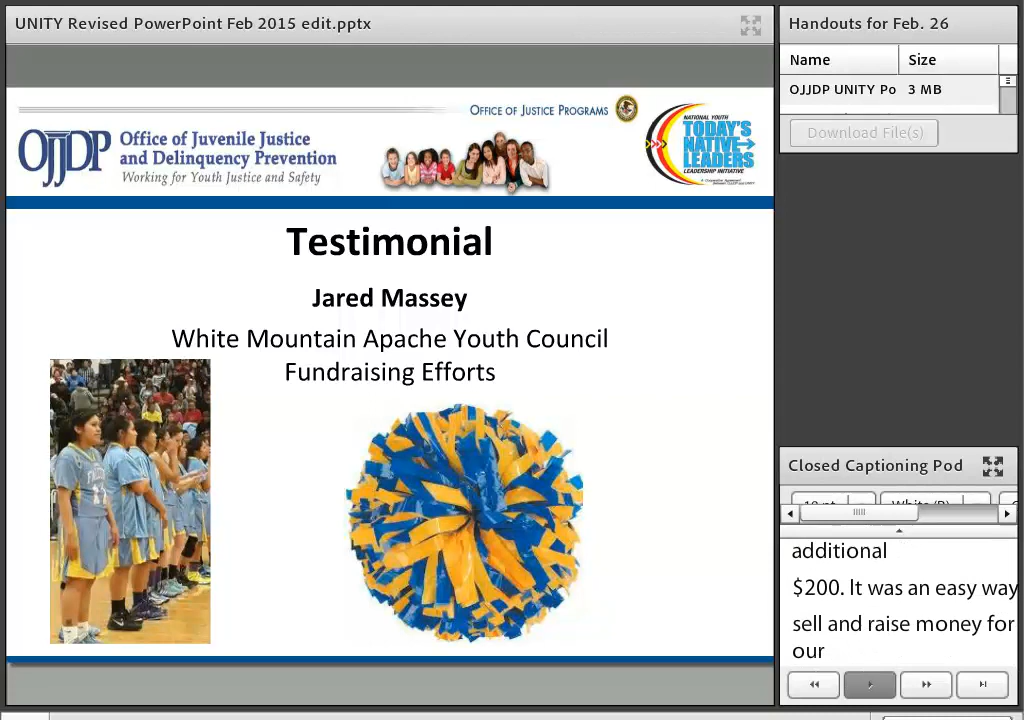 UNITY Revised PowerPoint Feb 2015 edit.pptx
OFFICE OF JUSTICE PROGRAMS
OJJDP
Office of Juvenile Justice
and Delinquency Prevention
Working for Youth Justice and Safety
NATIONAL YOUTH
TODAY'S
NATIVE
LEADERS
LEADERSHIP INITIATIVE
Testimonial
Jared Massey
White Mountain Apache Youth Council
Fundraising Efforts
Handouts for Feb. 26
Name Size
OJJDP UNITY Po 3 MB
Download File(s)
Closed Captioning Pod
additional
$200. It was an easy way
sell and raise money for
our